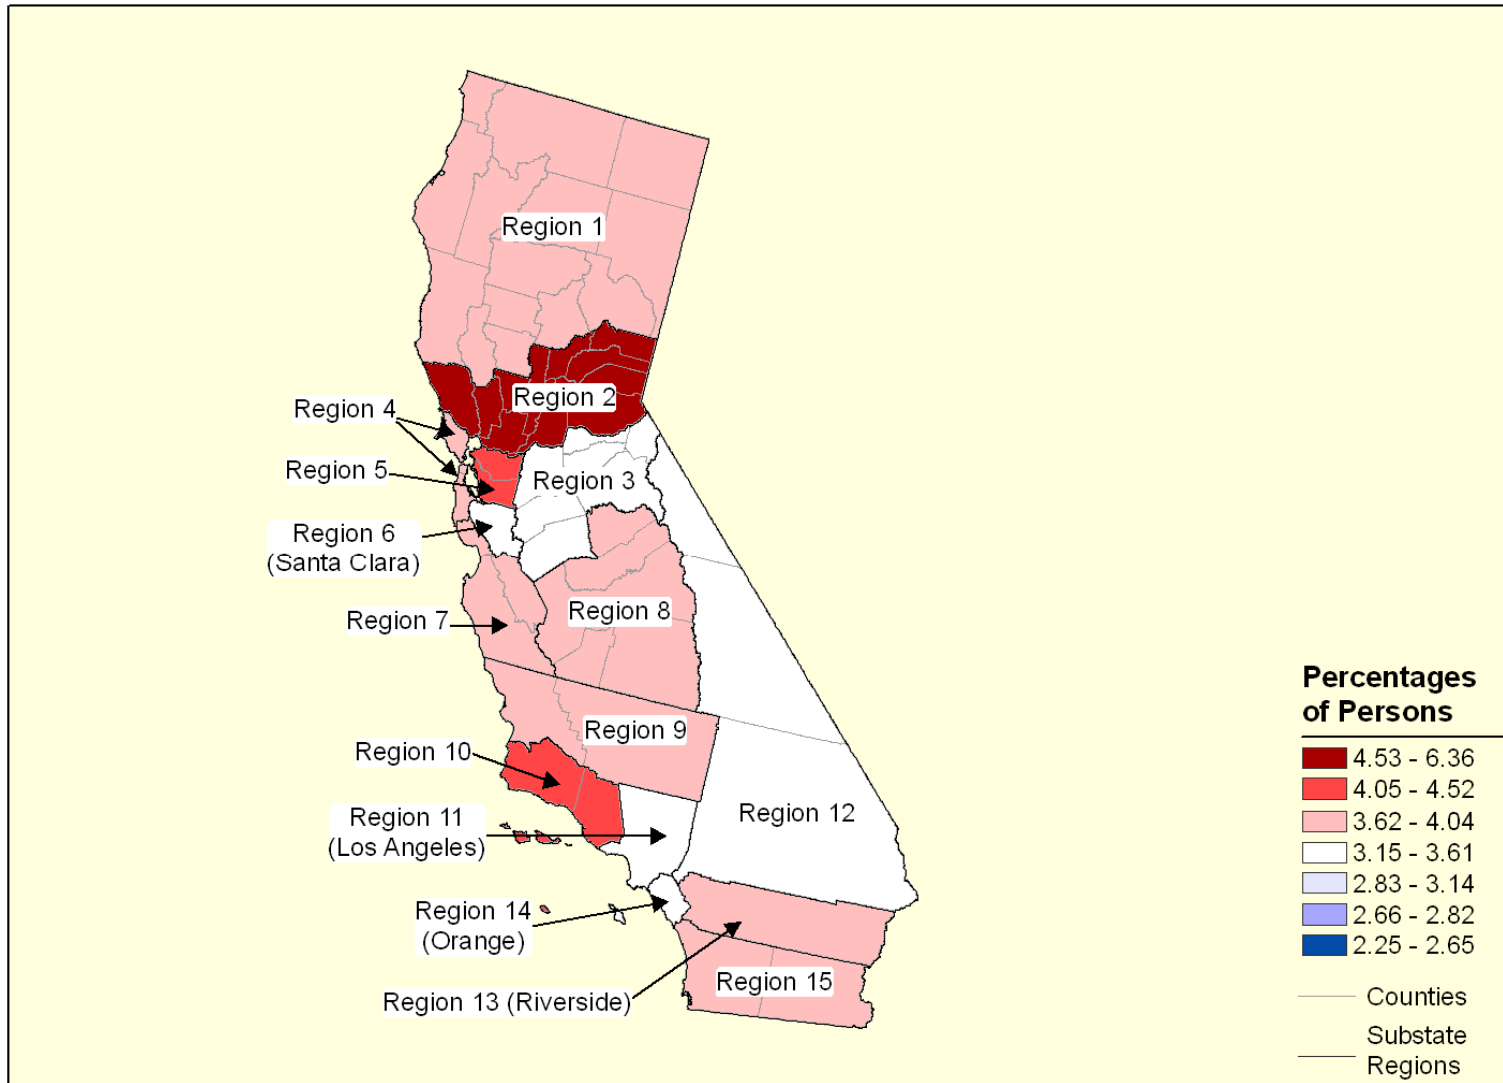 Region 1
Region 2
Region 4
Region 5
Region 3
Region 6
(Santa Clara)
Region 8
Region 7
Region 9
Region 10
Region 12
Region 11
(Los Angeles)
Region 14
(Orange)
Region 15
Region 13 (Riverside)
Percentages
of Persons
4.53 - 6.36
4.05 - 4.52
3.62 - 4.04
3.15 - 3.61
2.83 - 3.14
2.66 - 2.82
2.25 - 2.65
Counties
Substate
Regions